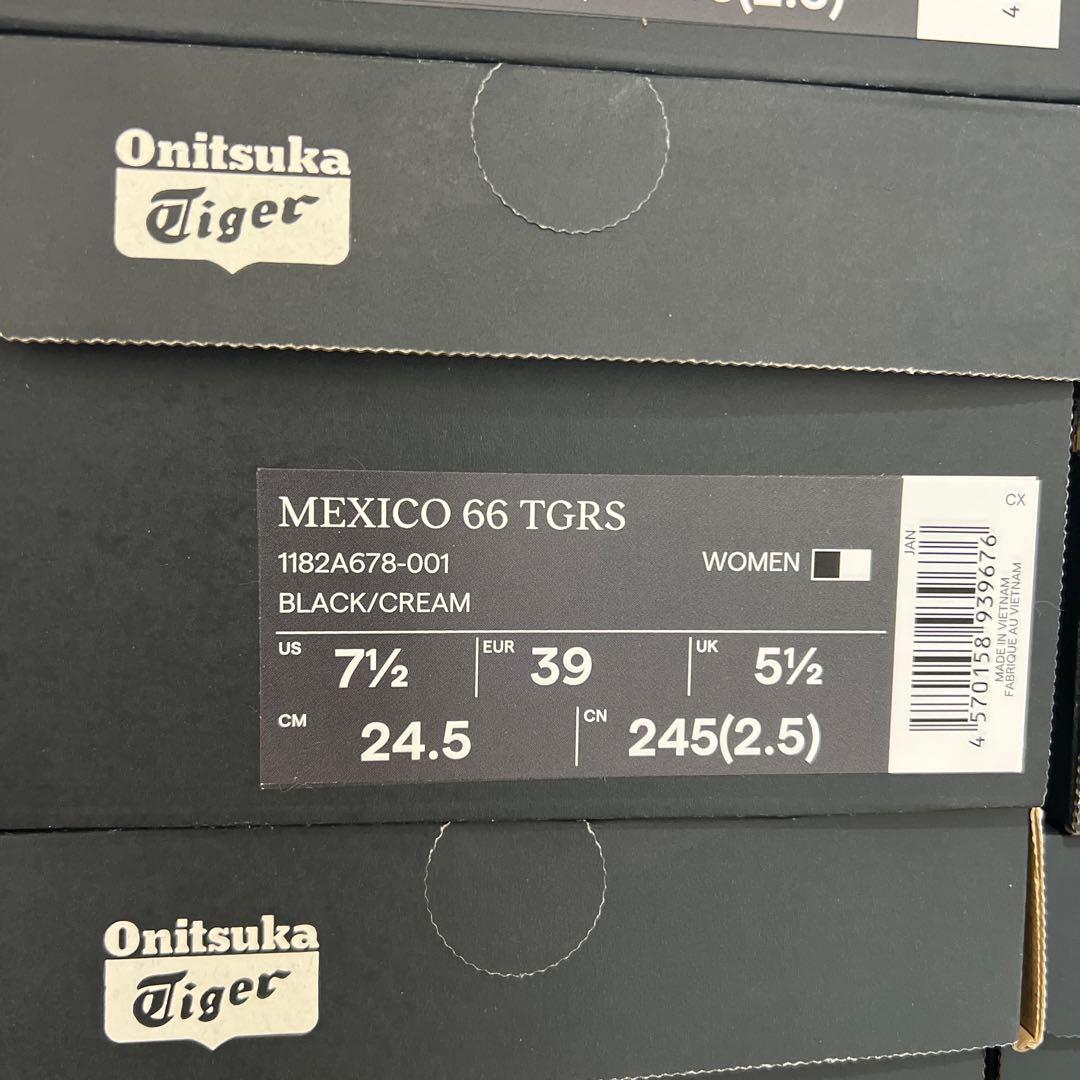 4
Onitsuka
Tiger
MEXICO 66 TGRS
1182A678-001
WOMEN
BLACK/CREAM
US 7½
EUR 39
UK 5½
CM 24.5
CN 245(2.5)
JAN
4 570158 939676
MADE IN VIETNAM
FABRIQUE AU VIETNAM
CX
Onitsuka
Tiger